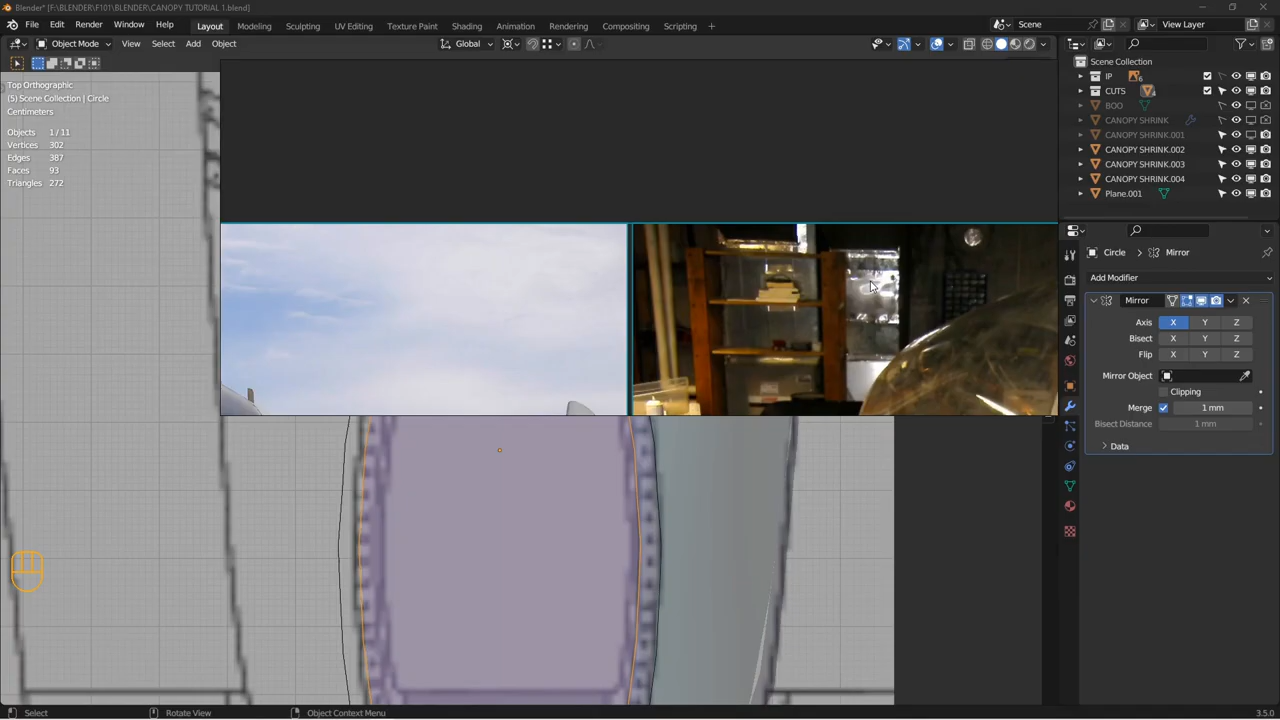 Blender* [F:\F101\BLENDER\CANOPY TUTORIAL 1.blend]
File Edit Render Window Help Layout Modeling Sculpting UV Editing Texture Paint Shading Animation Rendering Compositing Scripting Scene View Layer
Object Mode View Select Add Object Global
Top Orthographic
(5) Scene Collection | Circle
Centimeters
Objects 1 / 11
Vertices 302
Edges 387
Faces 93
Triangles 272
Scene Collection
IP
CUTS
BOO
CANOPY SHRINK
CANOPY SHRINK.001
CANOPY SHRINK.002
CANOPY SHRINK.003
CANOPY SHRINK.004
Plane.001
Circle Mirror
Add Modifier
Mirror
Axis X Y Z
Bisect X Y Z
Flip X Y Z
Mirror Object
Clipping
Merge 1 mm
Bisect Distance 1 mm
Data
Select Rotate View Object Context Menu 3.5.0